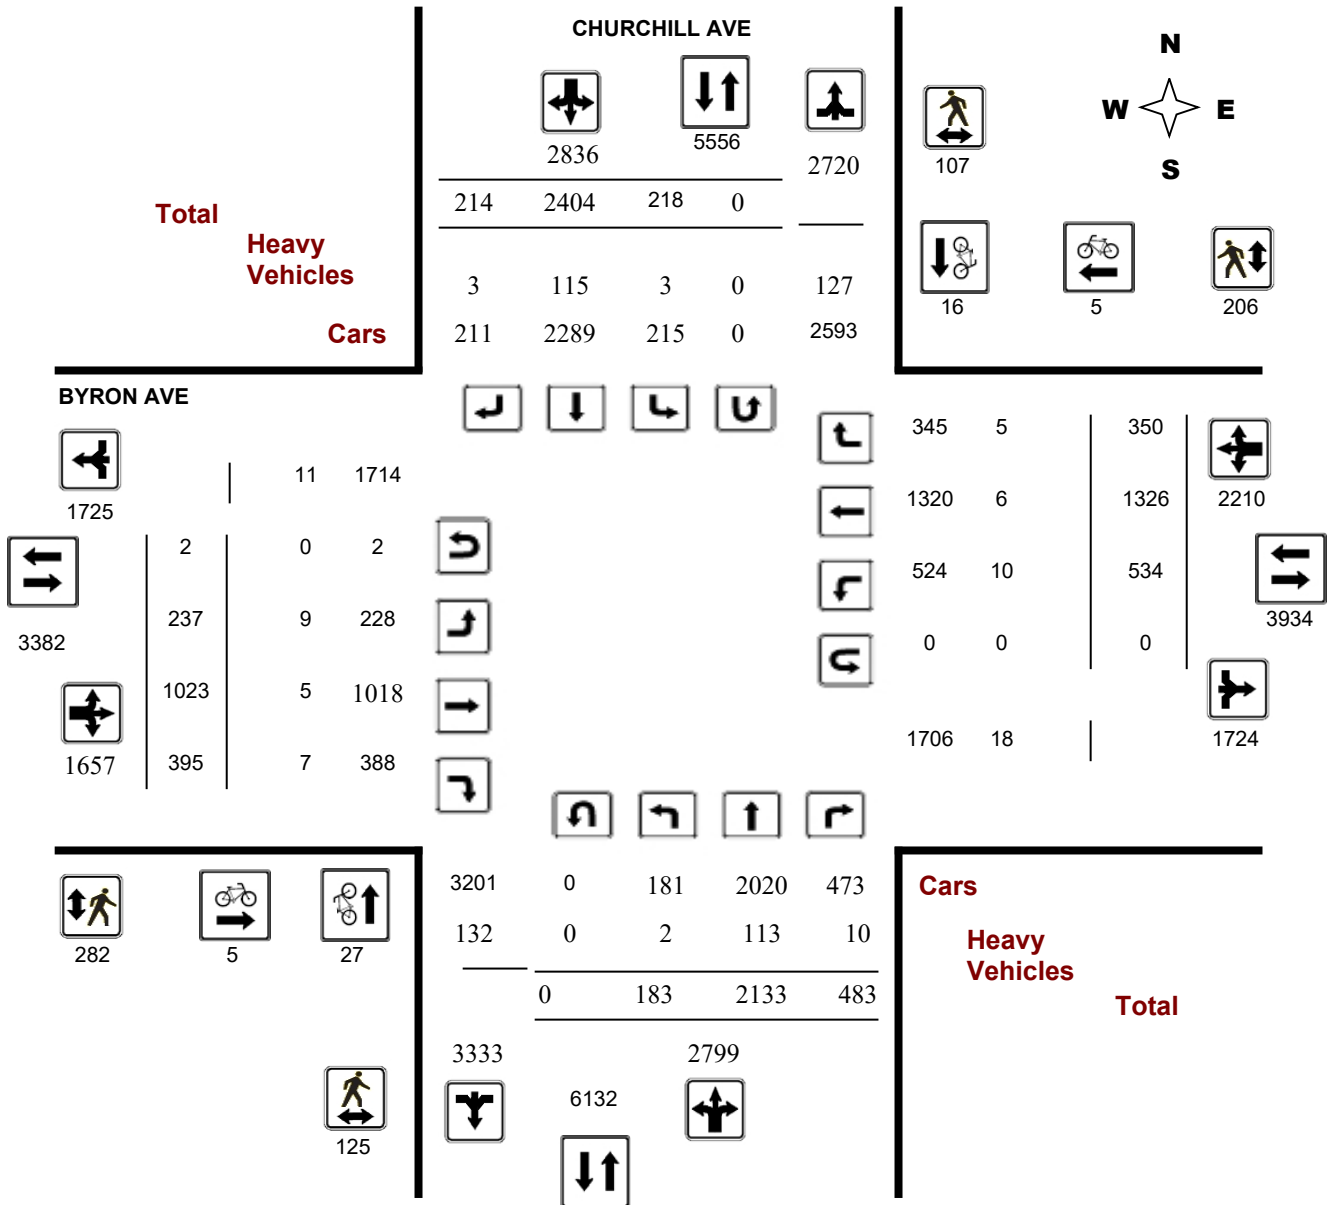 CHURCHILL AVE
N
W E
S
2836 5556 2720 107
214 2404 218 0
Total
Heavy
Vehicles
3 115 3 0 127
16 5 206
Cars 211 2289 215 0 2593
BYRON AVE
345 5 350
11 1714
1725
1320 6 1326 2210
2 0 2
524 10 534
3934
237 9 228
3382
0 0 0
1023 5 1018
1706 18 1724
1657 395 7 388
3201 0 181 2020 473 Cars
132 0 2 113 10 Heavy
Vehicles
282 5 27
0 183 2133 483 Total
3333 2799
6132
125